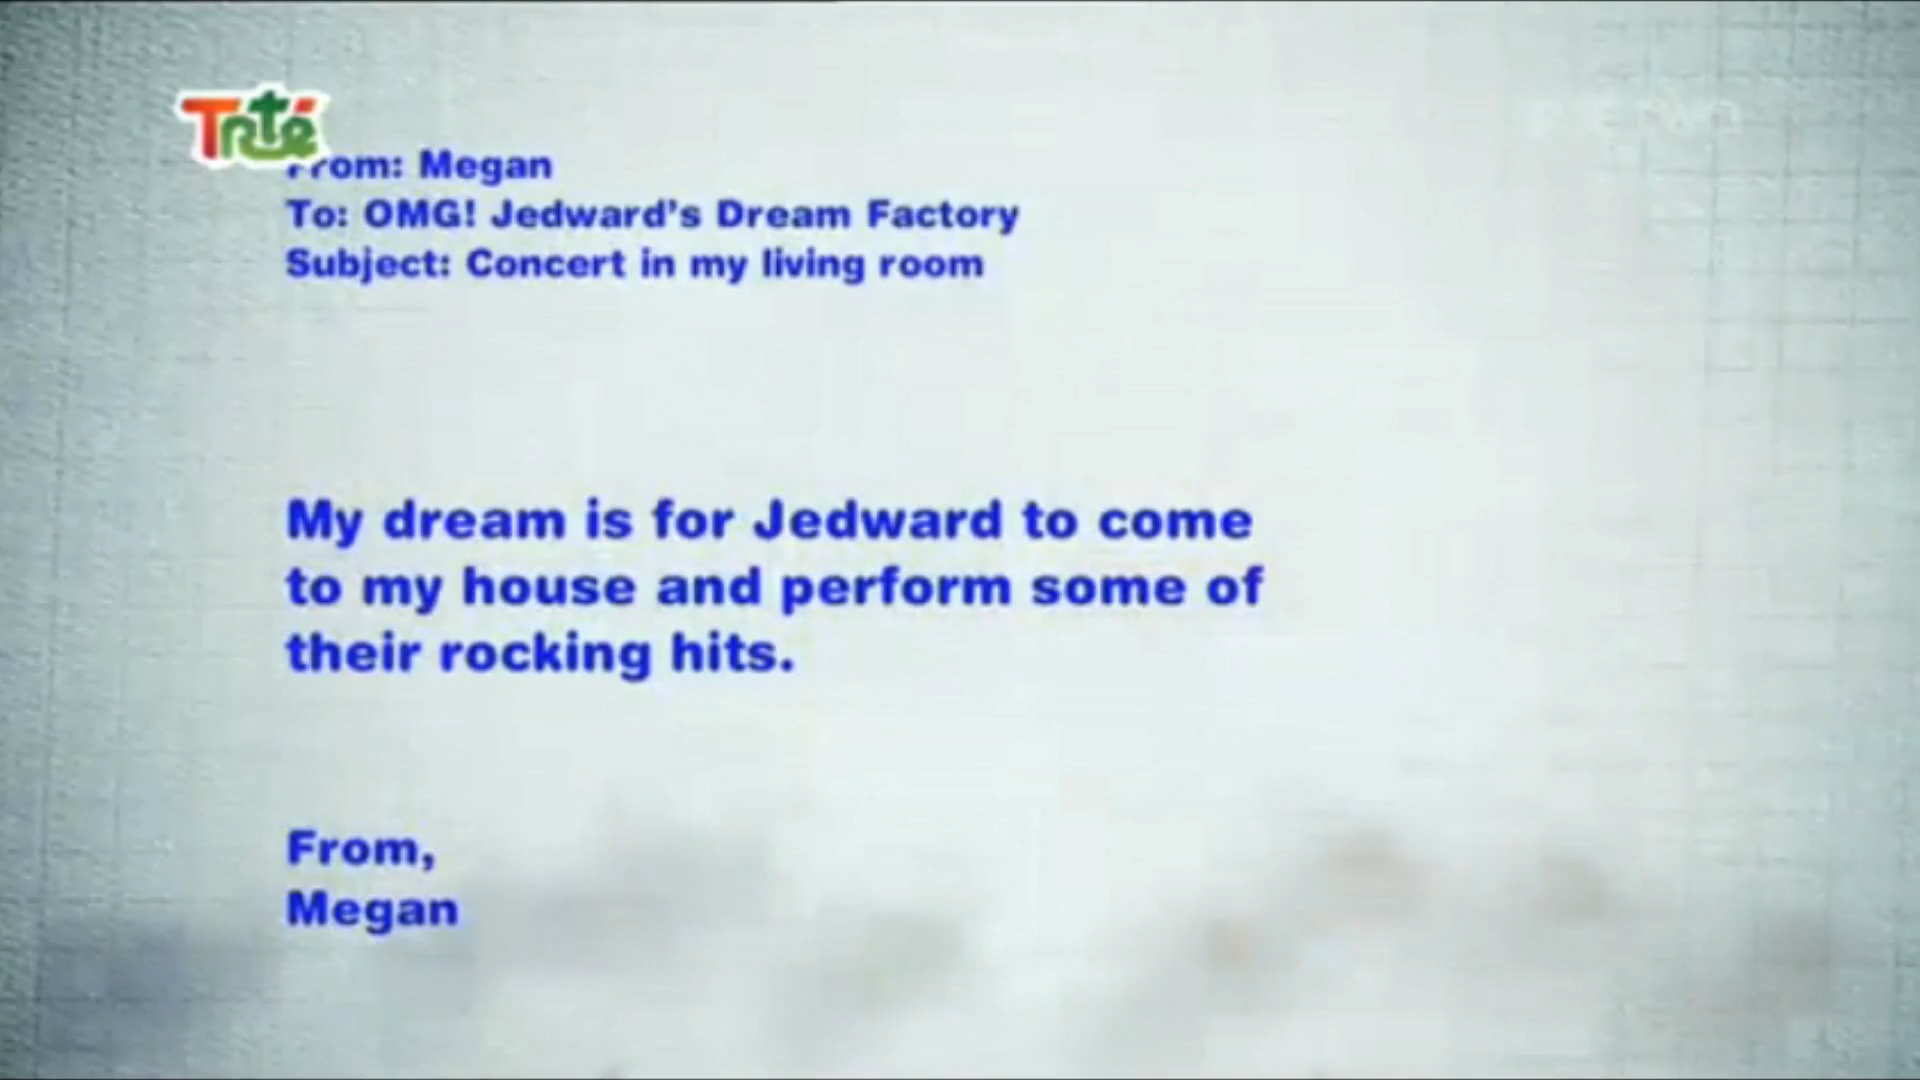 TRTÉ
From: Megan
To: OMG! Jedward's Dream Factory
Subject: Concert in my living room
My dream is for Jedward to come
to my house and perform some of
their rocking hits.
From,
Megan